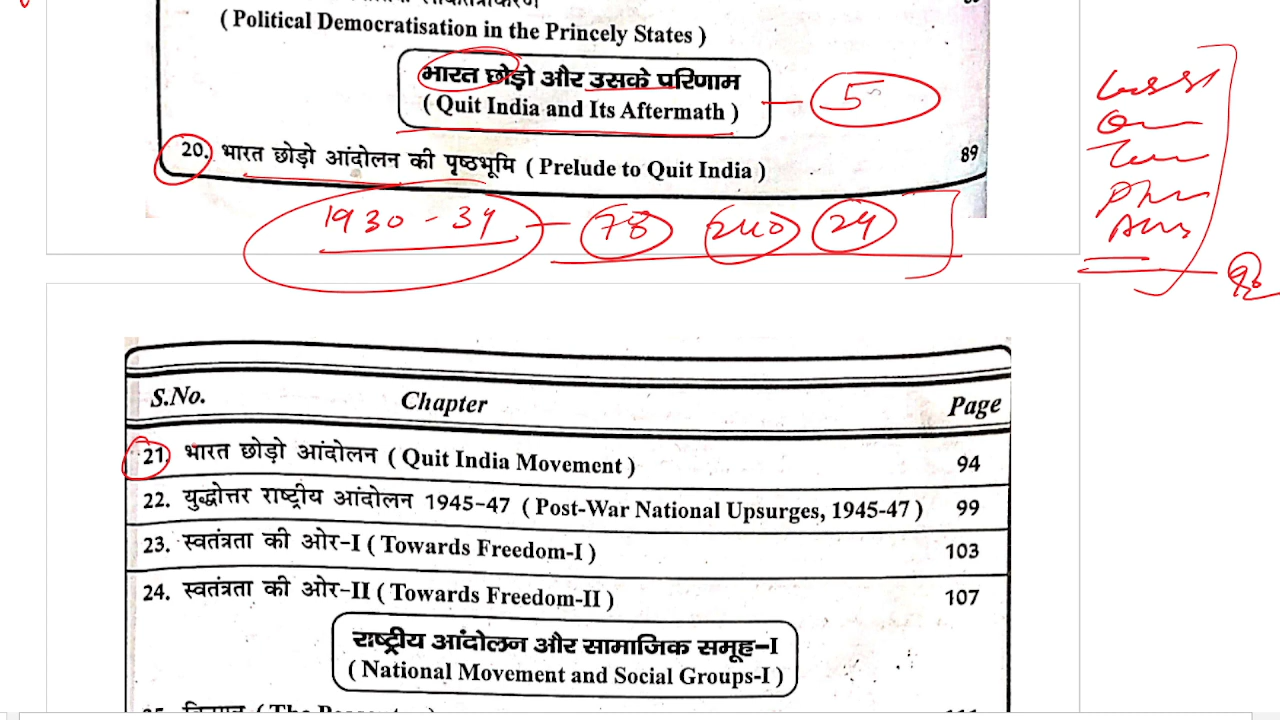 ( Political Democratisation in the Princely States )
भारत छोड़ो और उसके परिणाम
( Quit India and Its Aftermath )
5
20. भारत छोड़ो आंदोलन की पृष्ठभूमि ( Prelude to Quit India ) 89
1930 - 34 78 240 24
S.No. Chapter Page
21. भारत छोड़ो आंदोलन ( Quit India Movement ) 94
22. युद्धोत्तर राष्ट्रीय आंदोलन 1945-47 ( Post-War National Upsurges, 1945-47 ) 99
23. स्वतंत्रता की ओर-I ( Towards Freedom-I ) 103
24. स्वतंत्रता की ओर-II ( Towards Freedom-II ) 107
राष्ट्रीय आंदोलन और सामाजिक समूह-I
( National Movement and Social Groups-I )